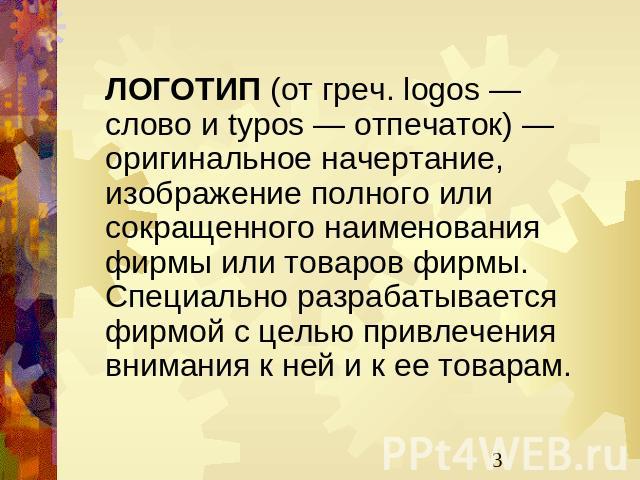 ЛОГОТИП (от греч. logos —
слово и typos — отпечаток) —
оригинальное начертание,
изображение полного или
сокращенного наименования
фирмы или товаров фирмы.
Специально разрабатывается
фирмой с целью привлечения
внимания к ней и к ее товарам.
PPt4WEB.ru
3